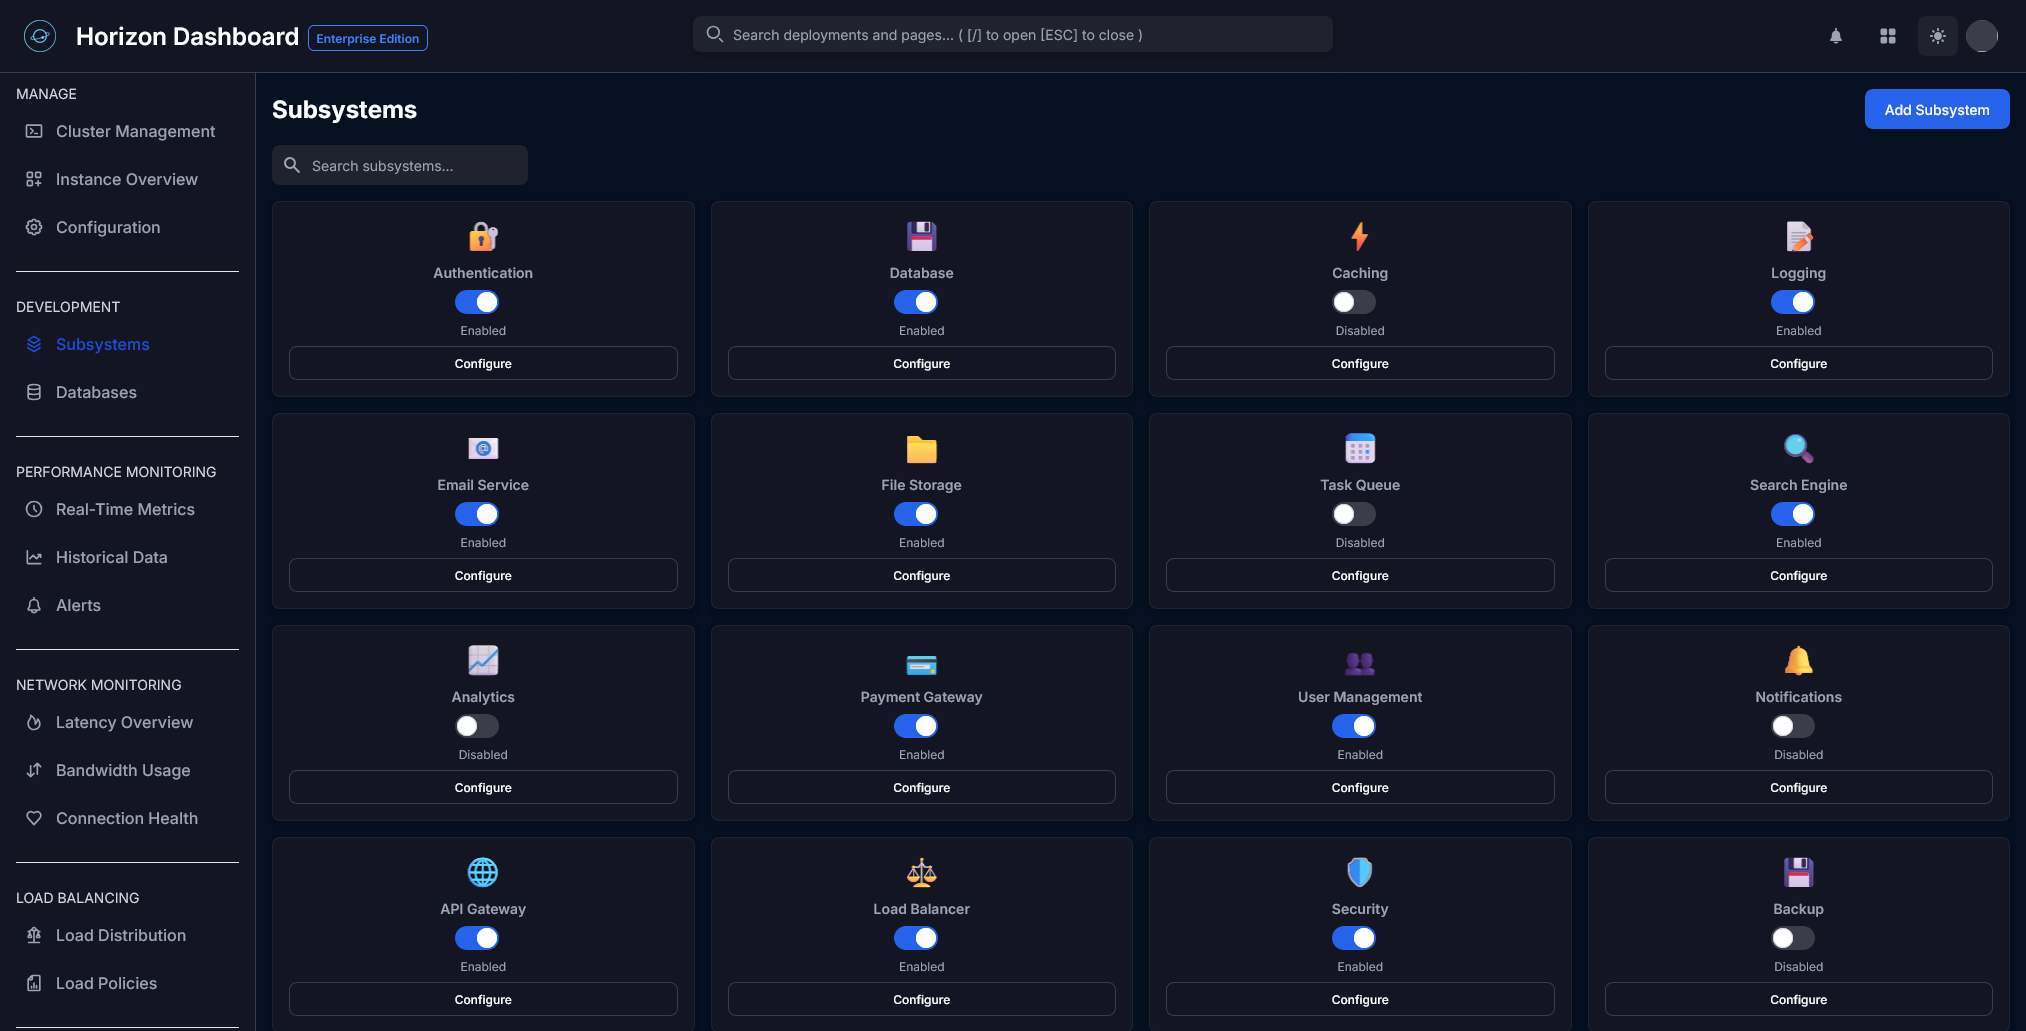 Horizon Dashboard
Enterprise Edition
Search deployments and pages... ( [/] to open [ESC] to close )
MANAGE
Cluster Management
Instance Overview
Configuration
DEVELOPMENT
Subsystems
Databases
PERFORMANCE MONITORING
Real-Time Metrics
Historical Data
Alerts
NETWORK MONITORING
Latency Overview
Bandwidth Usage
Connection Health
LOAD BALANCING
Load Distribution
Load Policies
Subsystems
Add Subsystem
Search subsystems...
Authentication
Enabled
Configure
Database
Enabled
Configure
Caching
Disabled
Configure
Logging
Enabled
Configure
Email Service
Enabled
Configure
File Storage
Enabled
Configure
Task Queue
Disabled
Configure
Search Engine
Enabled
Configure
Analytics
Disabled
Configure
Payment Gateway
Enabled
Configure
User Management
Enabled
Configure
Notifications
Disabled
Configure
API Gateway
Enabled
Configure
Load Balancer
Enabled
Configure
Security
Enabled
Configure
Backup
Disabled
Configure